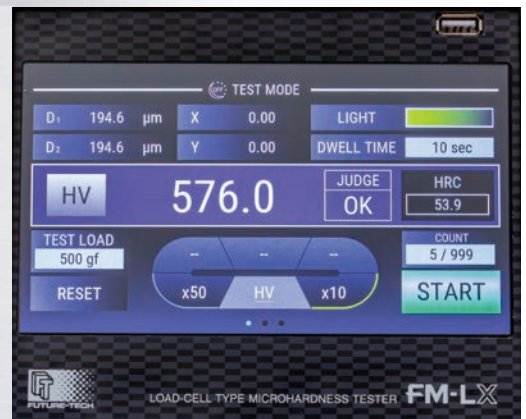 OFF TEST MODE
D₁ 194.6 μm X 0.00 LIGHT
D₂ 194.6 μm Y 0.00 DWELL TIME 10 sec
HV 576.0 JUDGE OK HRC 53.9
TEST LOAD 500 gf -- -- -- COUNT 5 / 999
RESET x50 HV x10 START
FT FUTURE-TECH LOAD-CELL TYPE MICROHARDNESS TESTER FM-LX